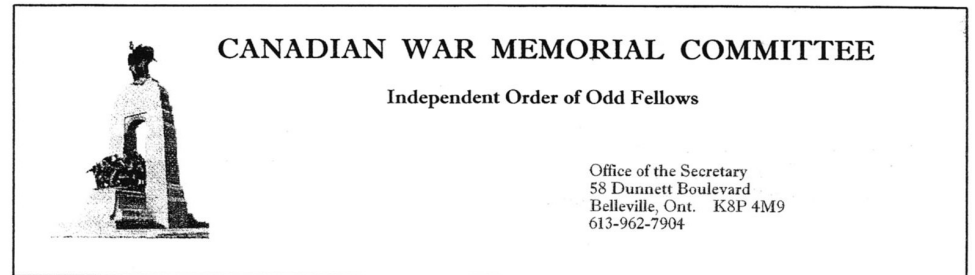 CANADIAN WAR MEMORIAL COMMITTEE
Independent Order of Odd Fellows
Office of the Secretary
58 Dunnett Boulevard
Belleville, Ont. K8P 4M9
613-962-7904